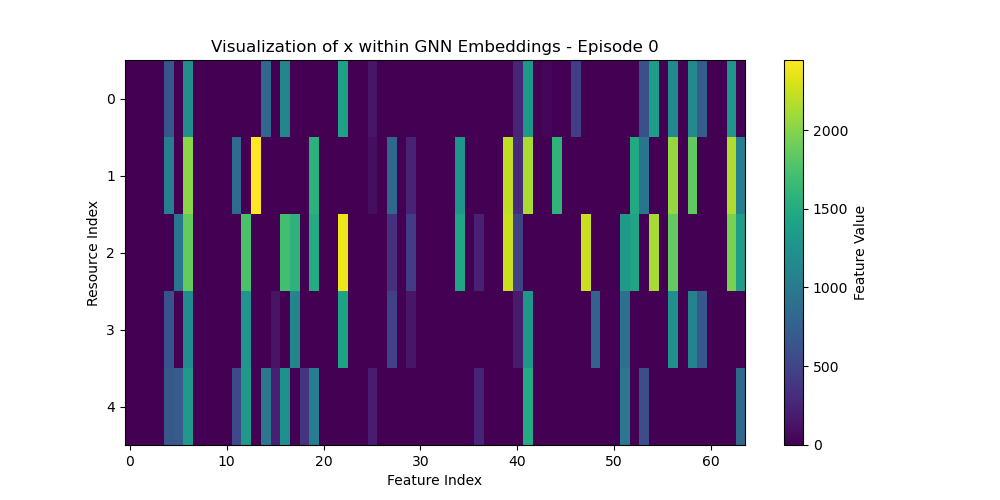 Visualization of x within GNN Embeddings - Episode 0
Resource Index
0
1
2
3
4
0 10 20 30 40 50 60
Feature Index
2000
1500
1000
500
0
Feature Value